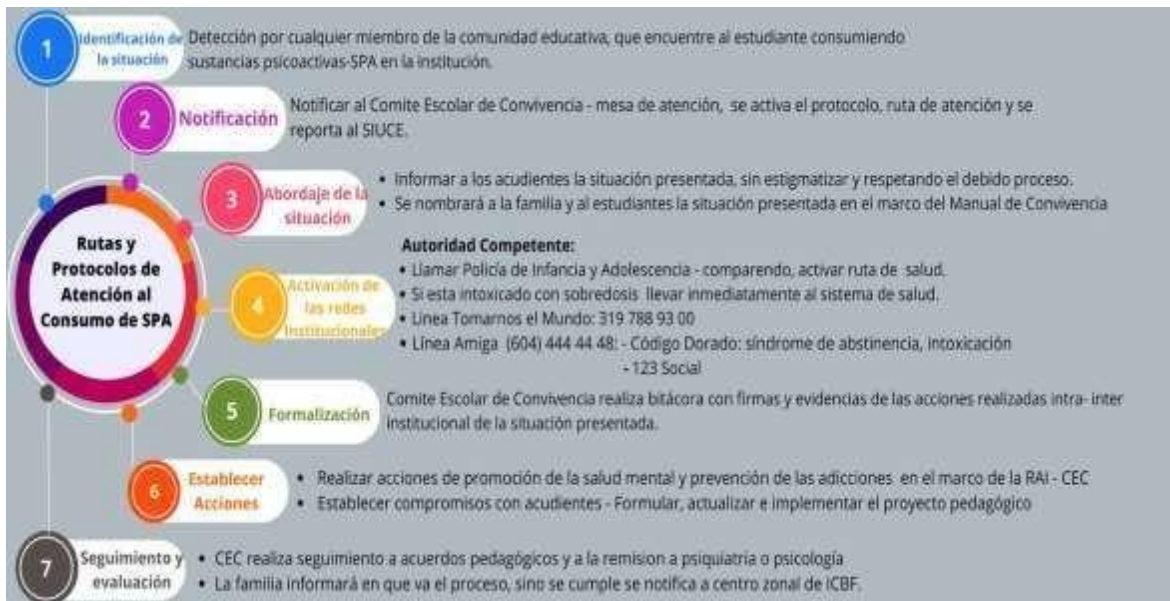 1
Identificación de
la situación
Detección por cualquier miembro de la comunidad educativa, que encuentre al estudiante consumiendo
sustancias psicoactivas-SPA en la institución.
2
Notificación
Notificar al Comite Escolar de Convivencia - mesa de atención, se activa el protocolo, ruta de atención y se
reporta al SIUCE.
3
Abordaje de la
situación
• Informar a los acudientes la situación presentada, sin estigmatizar y respetando el debido proceso.
• Se nombrará a la familia y al estudiantes la situación presentada en el marco del Manual de Convivencia
Rutas y
Protocolos de
Atención al
Consumo de SPA
4
Activación de
las redes
institucionales
Autoridad Competente:
• Llamar Policía de Infancia y Adolescencia - comparendo, activar ruta de salud.
• Si esta intoxicado con sobredosis llevar inmediatamente al sistema de salud.
• Linea Tomarnos el Mundo: 319 788 93 00
• Línea Amiga (604) 444 44 48: - Código Dorado: síndrome de abstinencia, intoxicación
- 123 Social
5
Formalización
Comite Escolar de Convivencia realiza bitácora con firmas y evidencias de las acciones realizadas intra- inter
institucional de la situación presentada.
6
Establecer
Acciones
• Realizar acciones de promoción de la salud mental y prevención de las adicciones en el marco de la RAI - CEC
• Establecer compromisos con acudientes - Formular, actualizar e implementar el proyecto pedagógico
7
Seguimiento y
evaluación
• CEC realiza seguimiento a acuerdos pedagógicos y a la remision a psiquiatria o psicología
• La familia informará en que va el proceso, sino se cumple se notifica a centro zonal de ICBF.